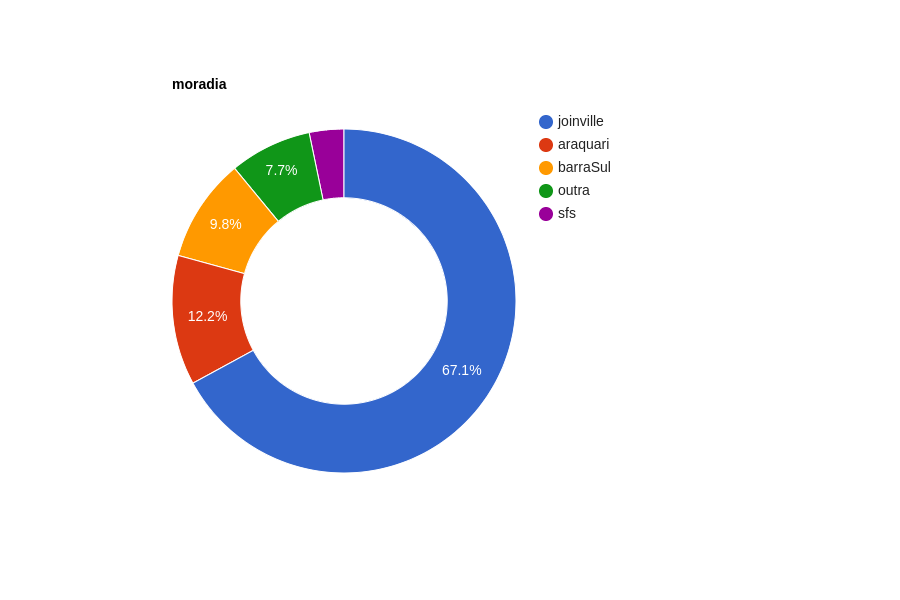 moradia
joinville
araquari
barraSul
outra
sfs
7.7%
9.8%
12.2%
67.1%